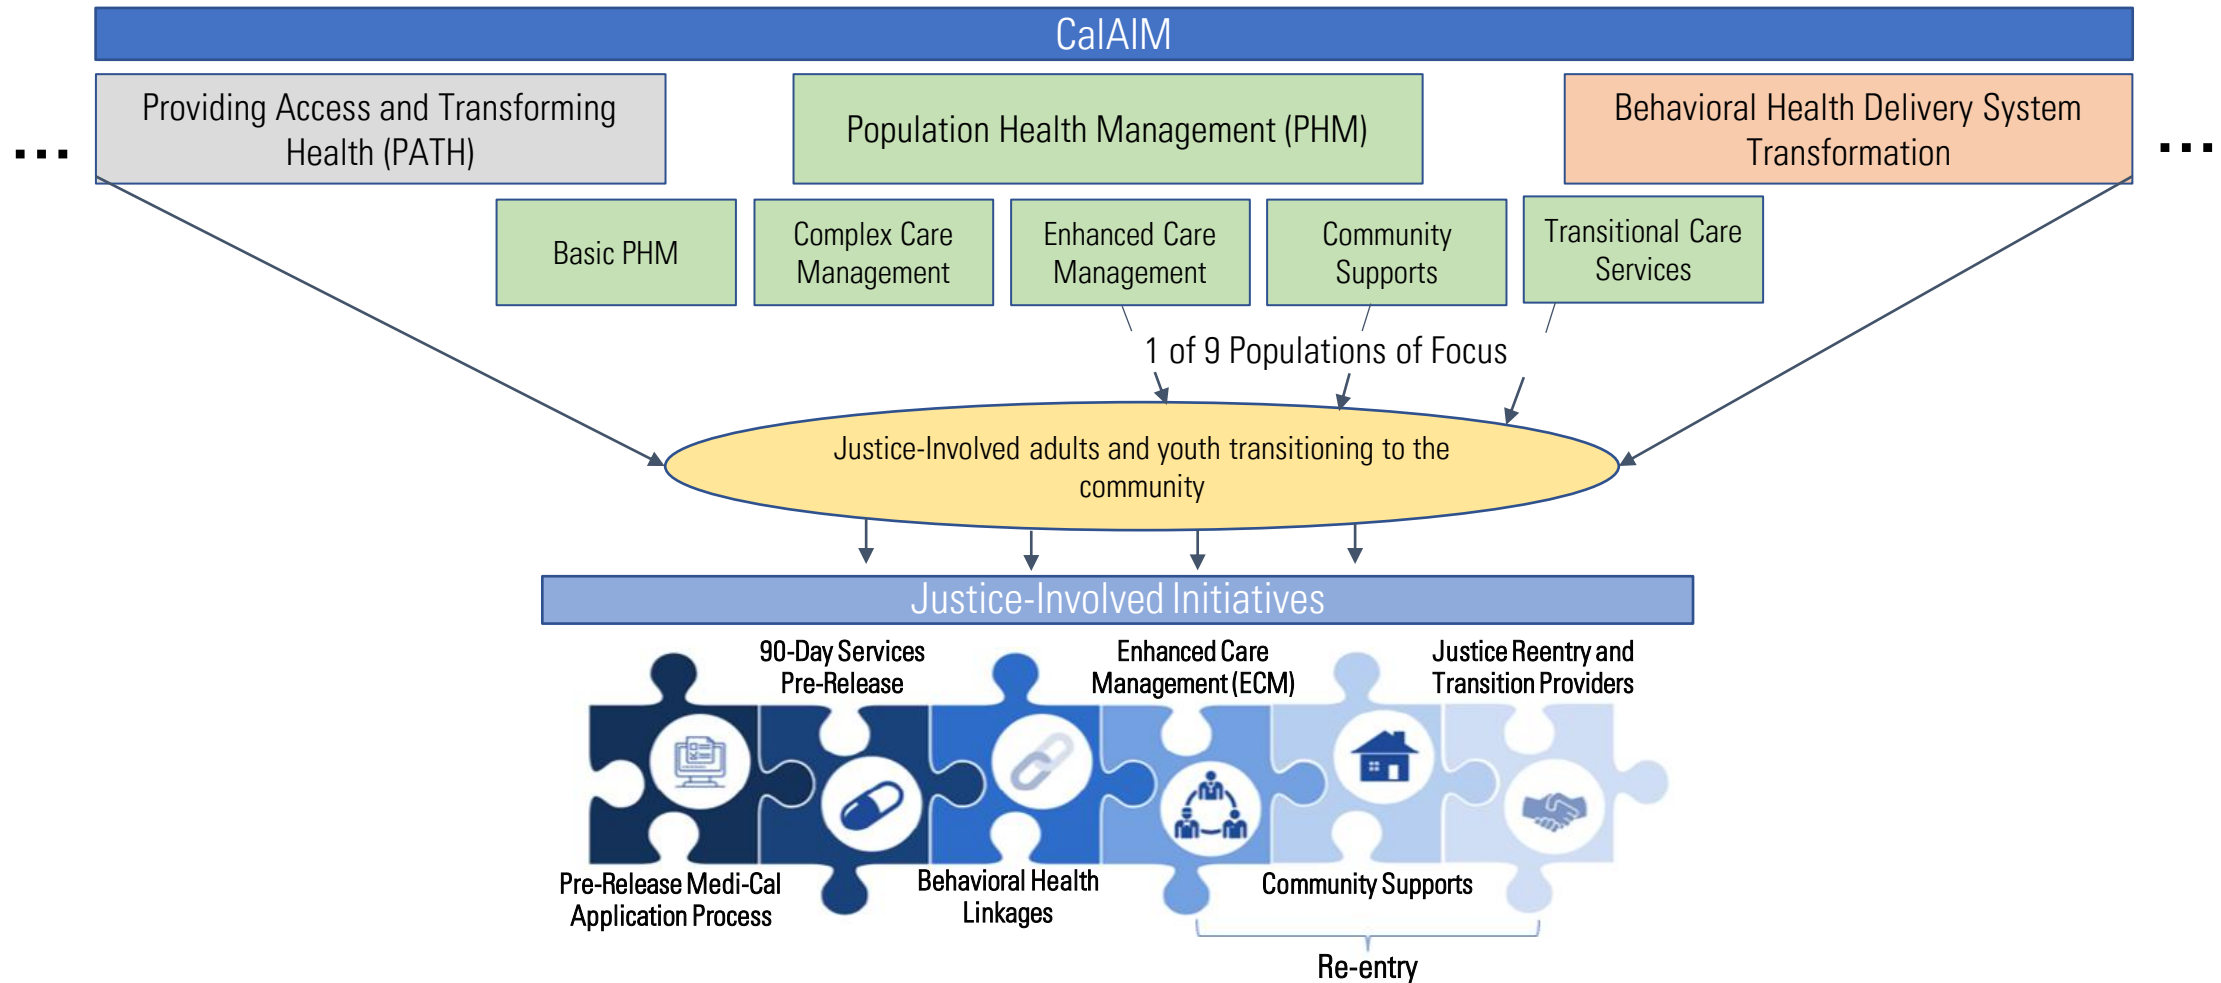 CalAIM
Providing Access and Transforming
Health (PATH)
Population Health Management (PHM)
Behavioral Health Delivery System
Transformation
...
...
Basic PHM
Complex Care
Management
Enhanced Care
Management
Community
Supports
Transitional Care
Services
1 of 9 Populations of Focus
Justice-Involved adults and youth transitioning to the
community
Justice-Involved Initiatives
90-Day Services
Pre-Release
Enhanced Care
Management (ECM)
Justice Reentry and
Transition Providers
Pre-Release Medi-Cal
Application Process
Behavioral Health
Linkages
Community Supports
Re-entry